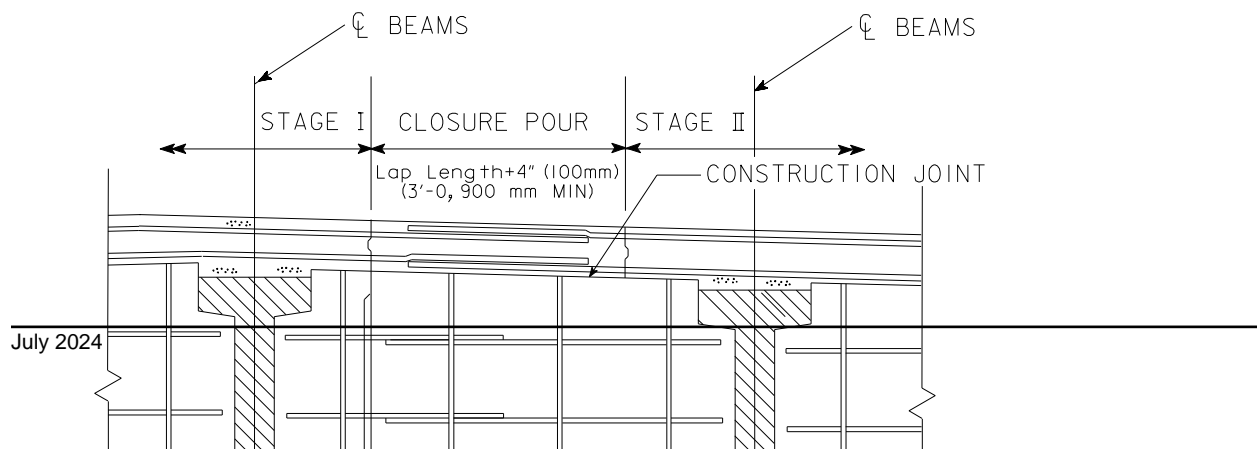 ℄ BEAMS
℄ BEAMS
STAGE I CLOSURE POUR STAGE II
Lap Length+4" (100mm)
(3'-0, 900 mm MIN)
CONSTRUCTION JOINT
July 2024